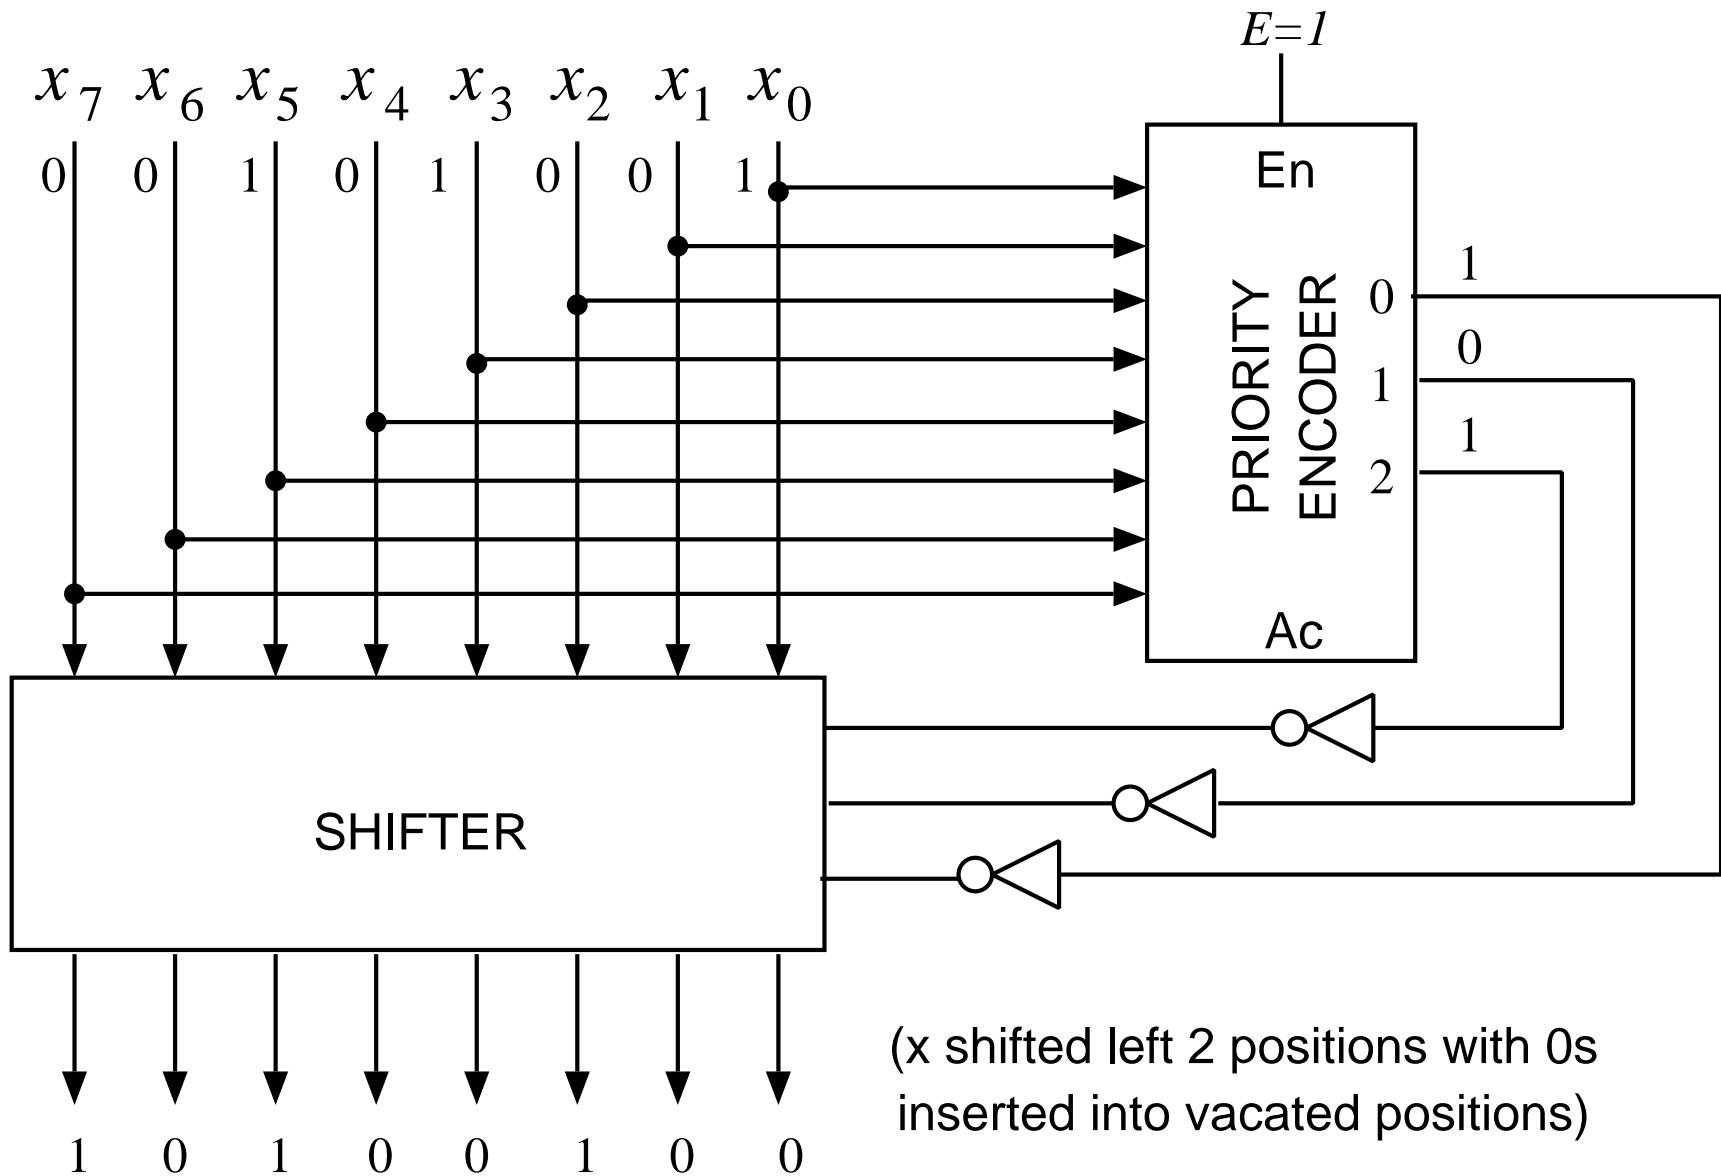 E=1
x7 x6 x5 x4 x3 x2 x1 x0
0 0 1 0 1 0 0 1
En
PRIORITY
ENCODER
0 1
1 0
2 1
Ac
SHIFTER
(x shifted left 2 positions with 0s
inserted into vacated positions)
1 0 1 0 0 1 0 0